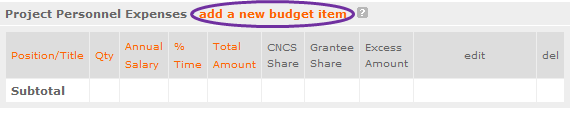 Project Personnel Expenses add a new budget item ?
Position/Title Qty Annual Salary % Time Total Amount CNCS Share Grantee Share Excess Amount edit del
Subtotal